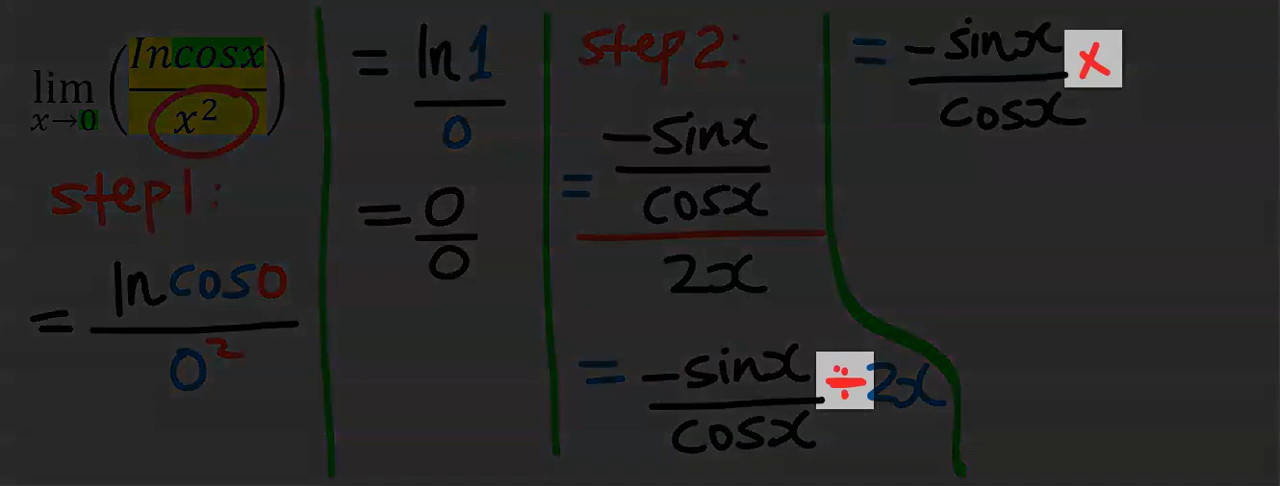 lim x→0 (lncosx / x²)
step1:
= lncos0 / 0²
= ln1 / 0
= 0 / 0
step2:
= -sinx / cosx / 2x
= -sinx / cosx ÷ 2x
= -sinx / cosx ×